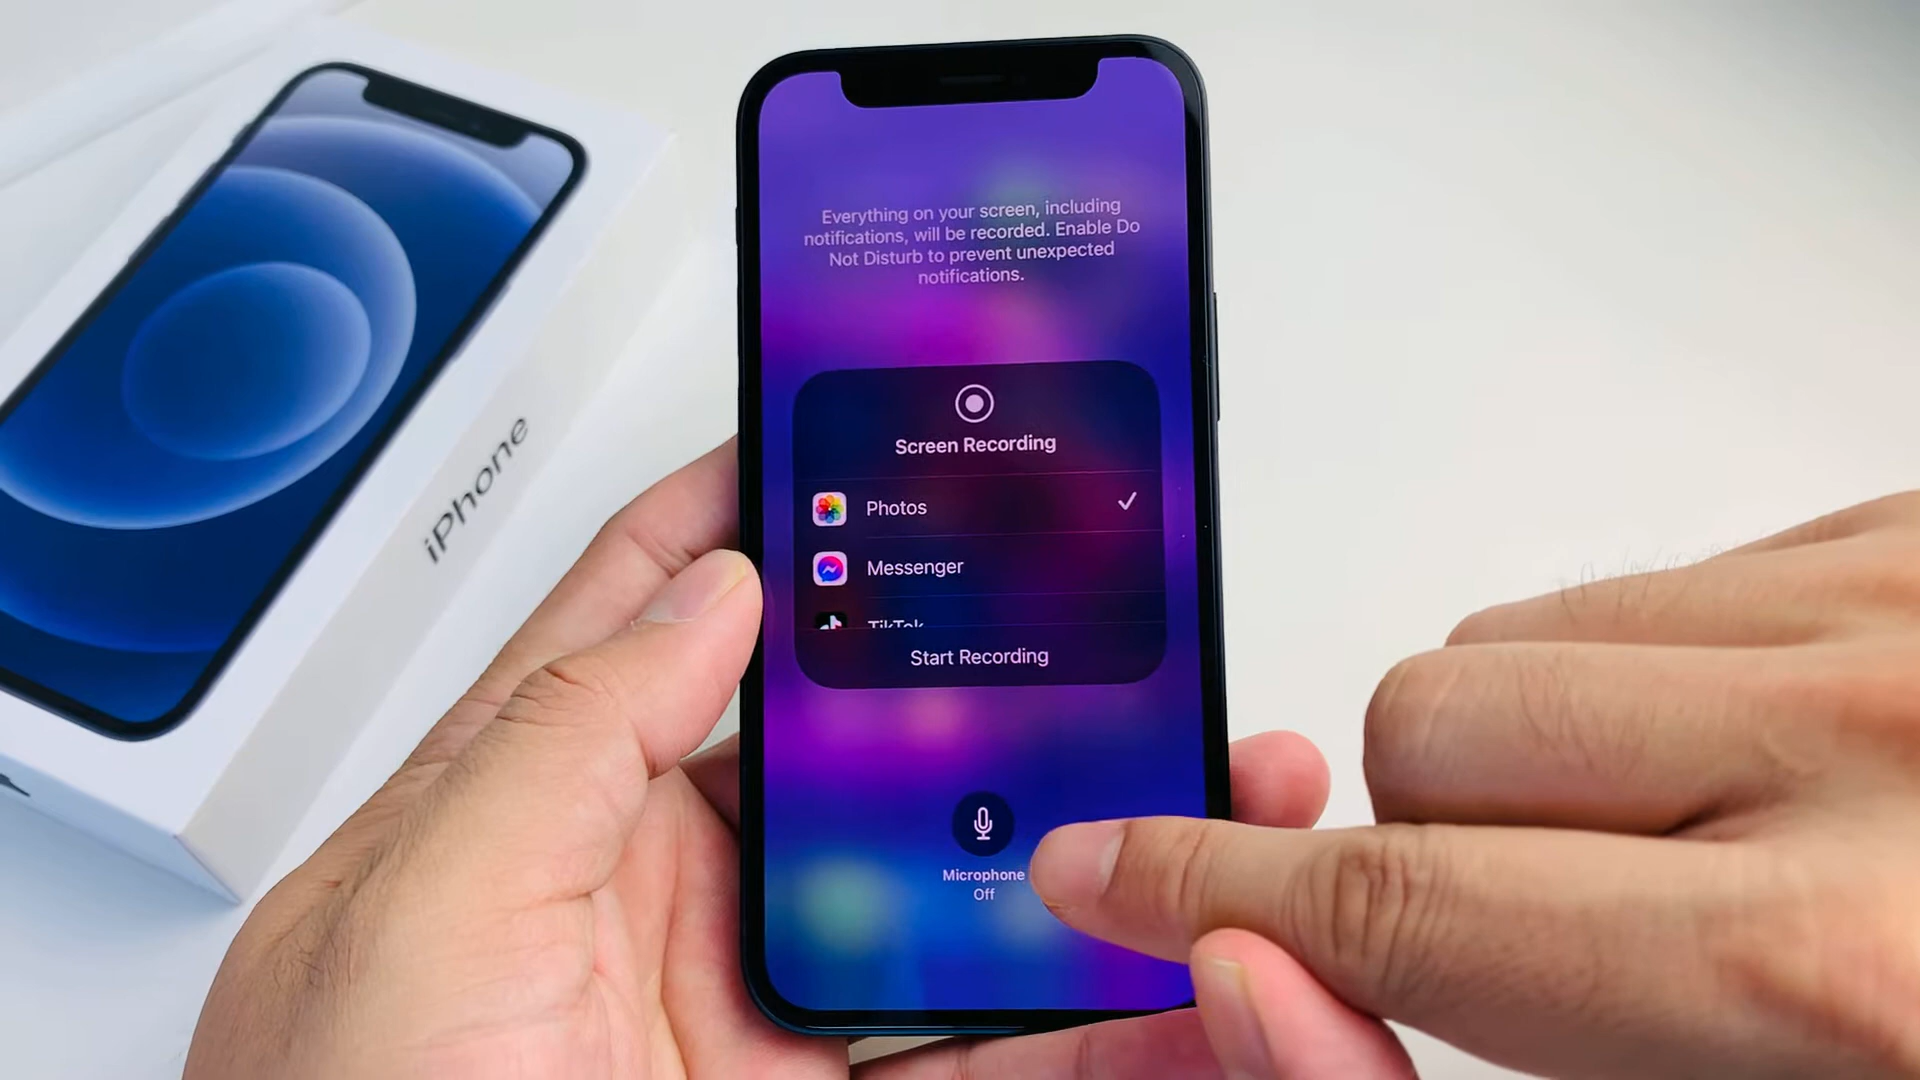 iPhone
Everything on your screen, including
notifications, will be recorded. Enable Do
Not Disturb to prevent unexpected
notifications.
Screen Recording
Photos
Messenger
TikTok
Start Recording
Microphone
Off